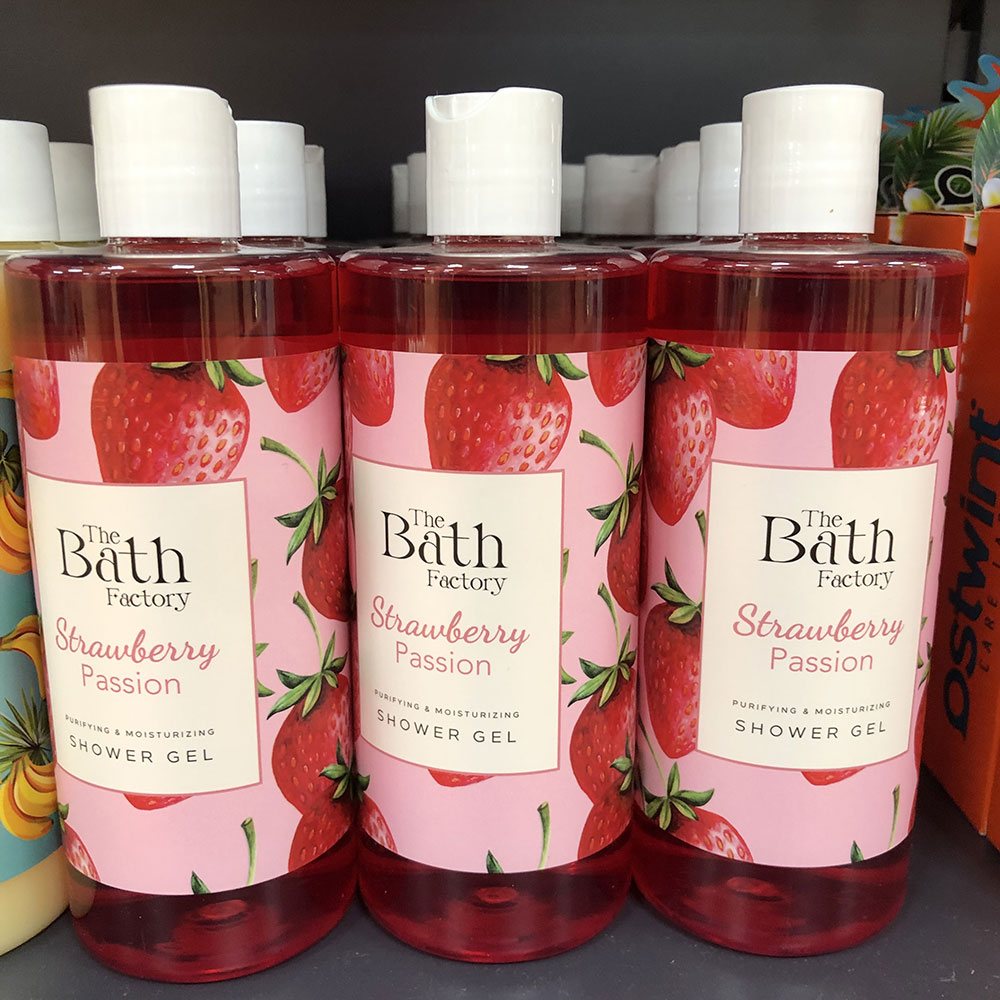 The
Bath
Factory
Strawberry
Passion
PURIFYING & MOISTURIZING
SHOWER GEL
The
Bath
Factory
Strawberry
Passion
PURIFYING & MOISTURIZING
SHOWER GEL
The
Bath
Factory
Strawberry
Passion
PURIFYING & MOISTURIZING
SHOWER GEL
Ostwint